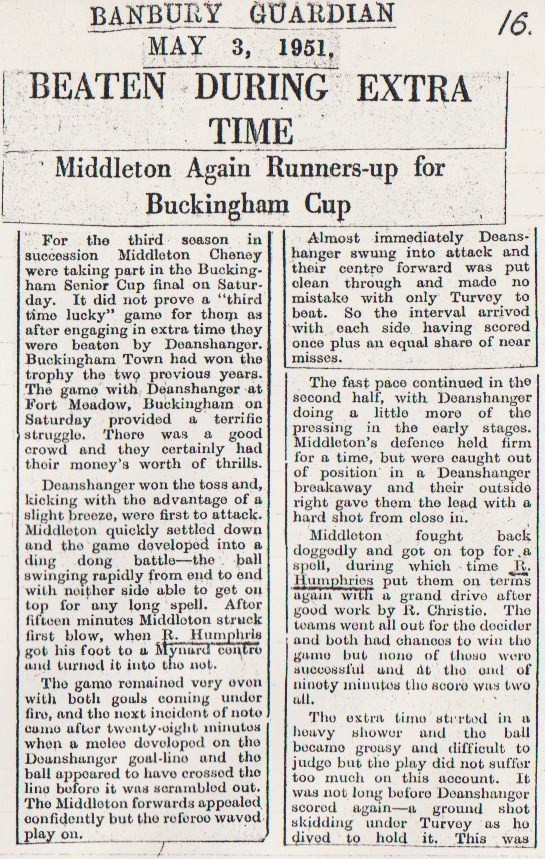 BANBURY GUARDIAN
16.
MAY 3, 1951.
BEATEN DURING EXTRA
TIME
Middleton Again Runners-up for
Buckingham Cup
For the third season in
succession Middleton Cheney
were taking part in the Bucking-
ham Senior Cup final on Satur-
day. It did not prove a "third
time lucky" game for them as
after engaging in extra time they
were beaten by Deanshanger.
Buckingham Town had won the
trophy the two previous years.
The game with Deanshanger at
Fort Meadow, Buckingham on
Saturday provided a terrific
struggle. There was a good
crowd and they certainly had
their money's worth of thrills.
Deanshanger won the toss and,
kicking with the advantage of a
slight breeze, were first to attack.
Middleton quickly settled down
and the game developed into a
ding dong battle—the ball
swinging rapidly from end to end
with neither side able to get on
top for any long spell. After
fifteen minutes Middleton struck
first blow, when R. Humphris
got his foot to a Mynard centre
and turned it into the net.
The game remained very even
with both goals coming under
fire, and the next incident of note
came after twenty-eight minutes
when a melee developed on the
Deanshanger goal-line and the
ball appeared to have crossed the
line before it was scrambled out.
The Middleton forwards appealed
confidently but the referee waved
play on.
Almost immediately Deans-
hanger swung into attack and
their centre forward was put
clean through and made no
mistake with only Turvey to
beat. So the interval arrived
with each side having scored
once plus an equal share of near
misses.
The fast pace continued in the
second half, with Deanshanger
doing a little more of the
pressing in the early stages.
Middleton's defence held firm
for a time, but were caught out
of position in a Deanshanger
breakaway and their outside
right gave them the lead with a
hard shot from close in.
Middleton fought back
doggedly and got on top for a
spell, during which time R.
Humphries put them on terms
again with a grand drive after
good work by R. Christie. The
teams went all out for the decider
and both had chances to win the
game but none of these were
successful and at the end of
ninety minutes the score was two
all.
The extra time started in a
heavy shower and the ball
became greasy and difficult to
judge but the play did not suffer
too much on this account. It
was not long before Deanshanger
scored again—a ground shot
skidding under Turvey as he
dived to hold it. This was